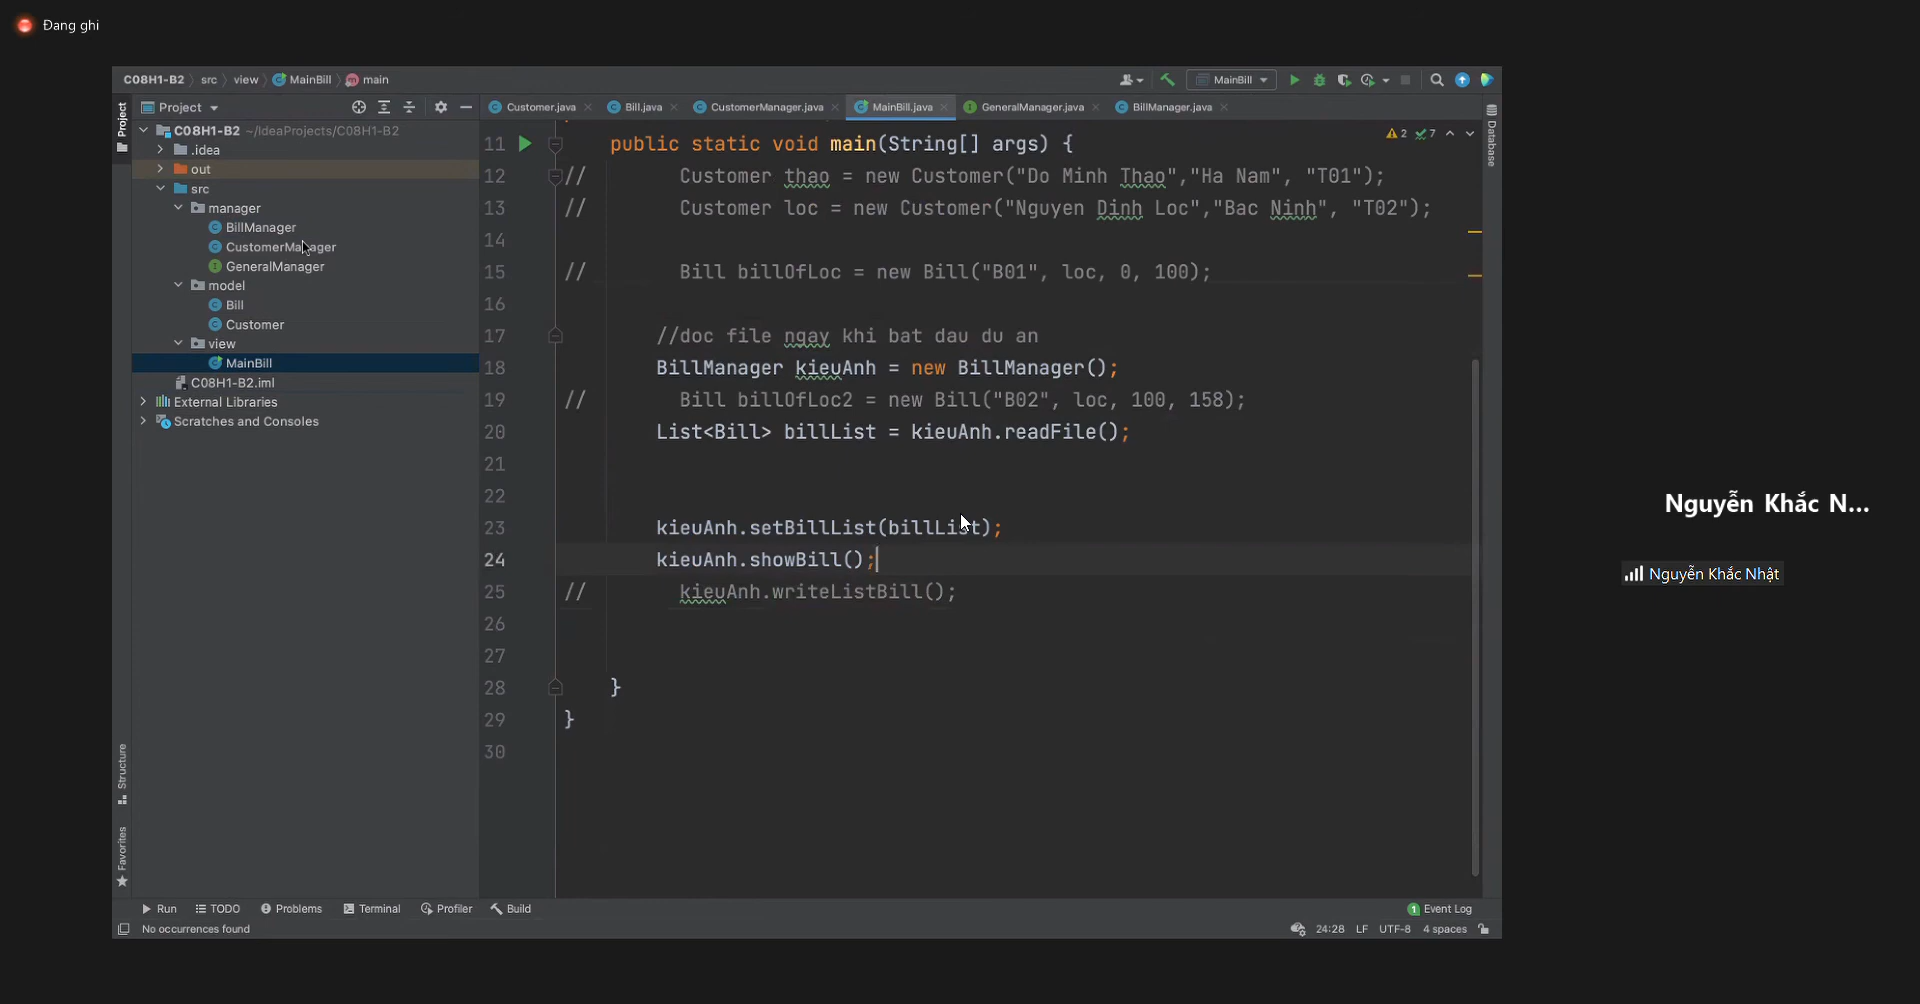 Đang ghi
C08H1-B2 src view MainBill main
MainBill
Project
Customer.java Bill.java CustomerManager.java MainBill.java GeneralManager.java BillManager.java
Project
C08H1-B2 ~/IdeaProjects/C08H1-B2
.idea
out
src
manager
BillManager
CustomerManager
GeneralManager
model
Bill
Customer
view
MainBill
C08H1-B2.iml
External Libraries
Scratches and Consoles
Structure
Favorites
2 7
11 public static void main(String[] args) {
12 // Customer thao = new Customer("Do Minh Thao","Ha Nam", "T01");
13 // Customer loc = new Customer("Nguyen Dinh Loc","Bac Ninh", "T02");
14
15 // Bill billOfLoc = new Bill("B01", loc, 0, 100);
16
17 //doc file ngay khi bat dau du an
18 BillManager kieuAnh = new BillManager();
19 // Bill billOfLoc2 = new Bill("B02", loc, 100, 158);
20 List<Bill> billList = kieuAnh.readFile();
21
22
23 kieuAnh.setBillList(billList);
24 kieuAnh.showBill();
25 // kieuAnh.writeListBill();
26
27
28 }
29 }
30
Database
Run TODO Problems Terminal Profiler Build
1 Event Log
No occurrences found
24:28 LF UTF-8 4 spaces
Nguyễn Khắc N...
Nguyễn Khắc Nhật